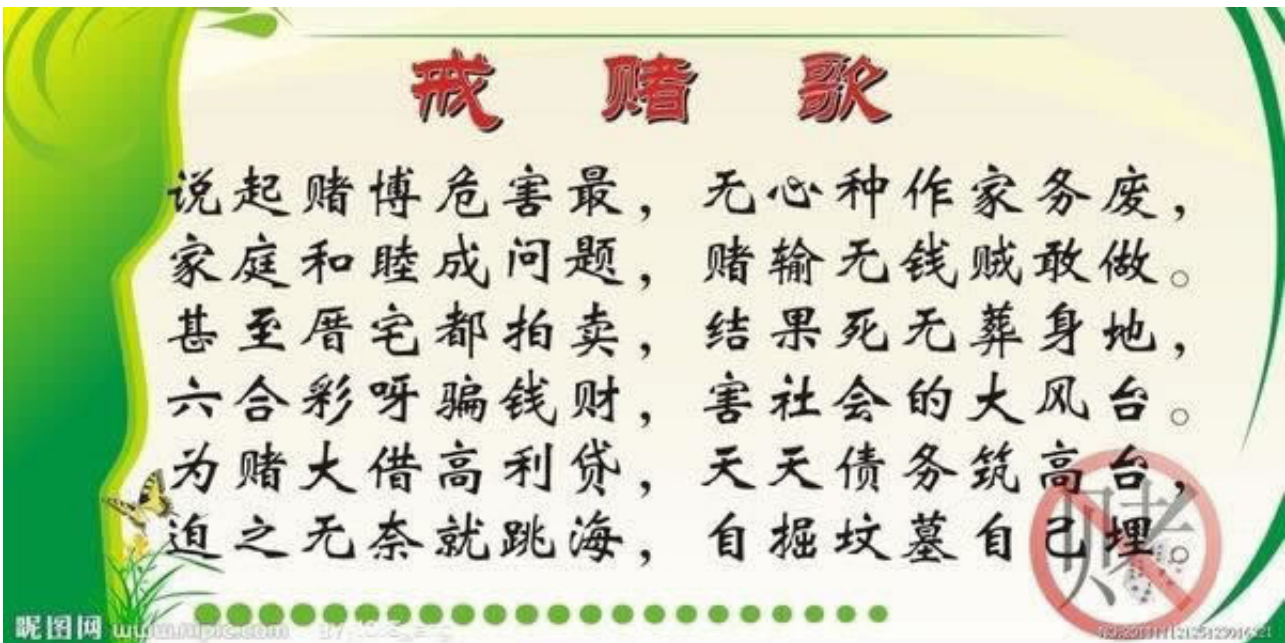 戒赌歌
说起赌博危害最，无心种作家务废，
家庭和睦成问题，赌输无钱贼敢做。
甚至厝宅都拍卖，结果死无葬身地，
六合彩呀骗钱财，害社会的大风台。
为赌大借高利贷，天天债务筑高台，
迫之无奈就跳海，自掘坟墓自己埋。
赌
昵图网 www.nipic.com